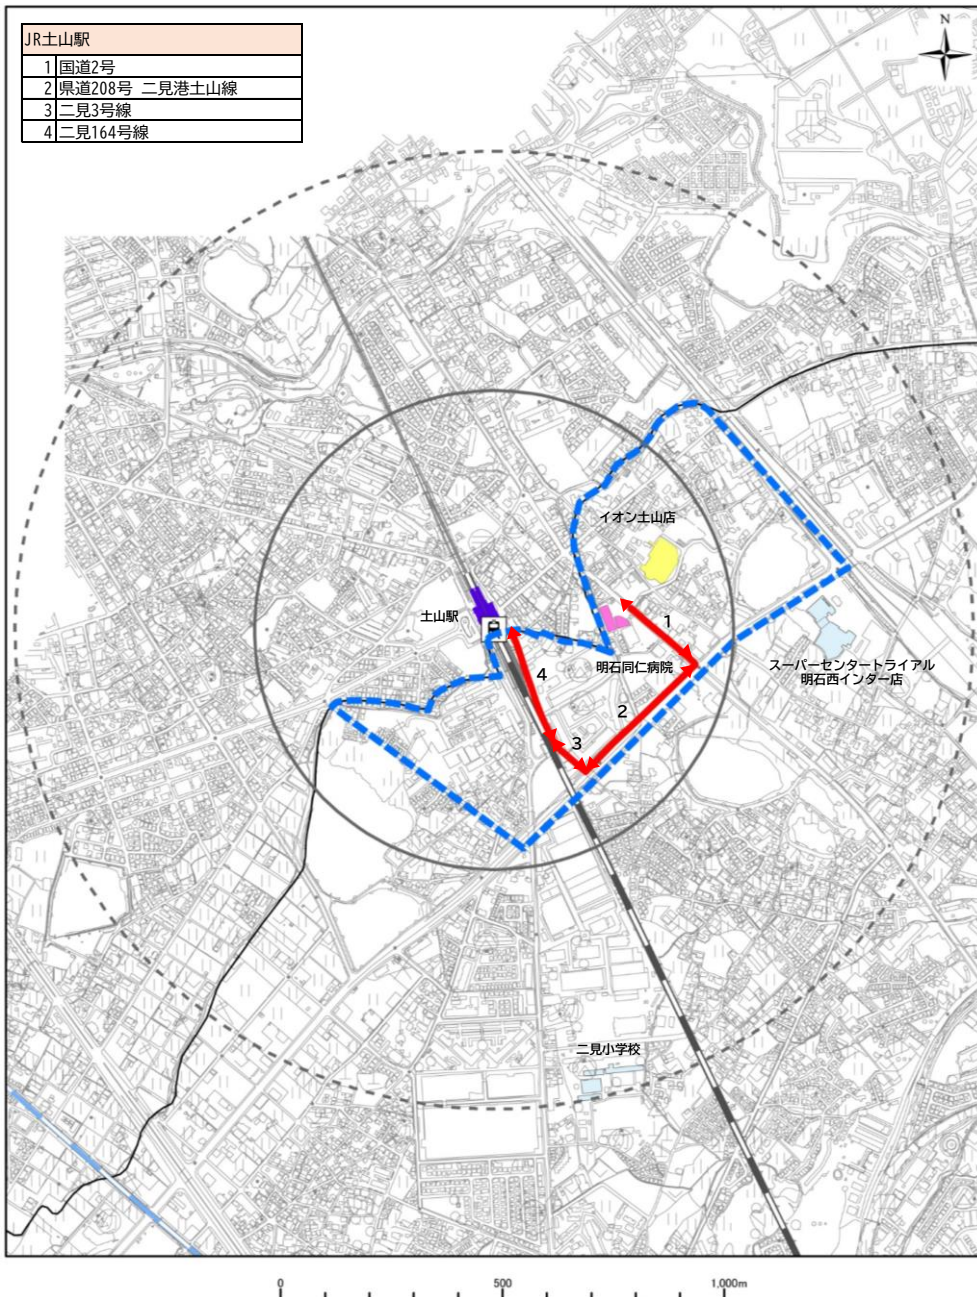 JR土山駅
1 国道2号
2 県道208号 二見港土山線
3 二見3号線
4 二見164号線
N
イオン土山店
土山駅
1
明石同仁病院
スーパーセンタートライアル
明石西インター店
4
2
3
二見小学校
0 500 1,000m